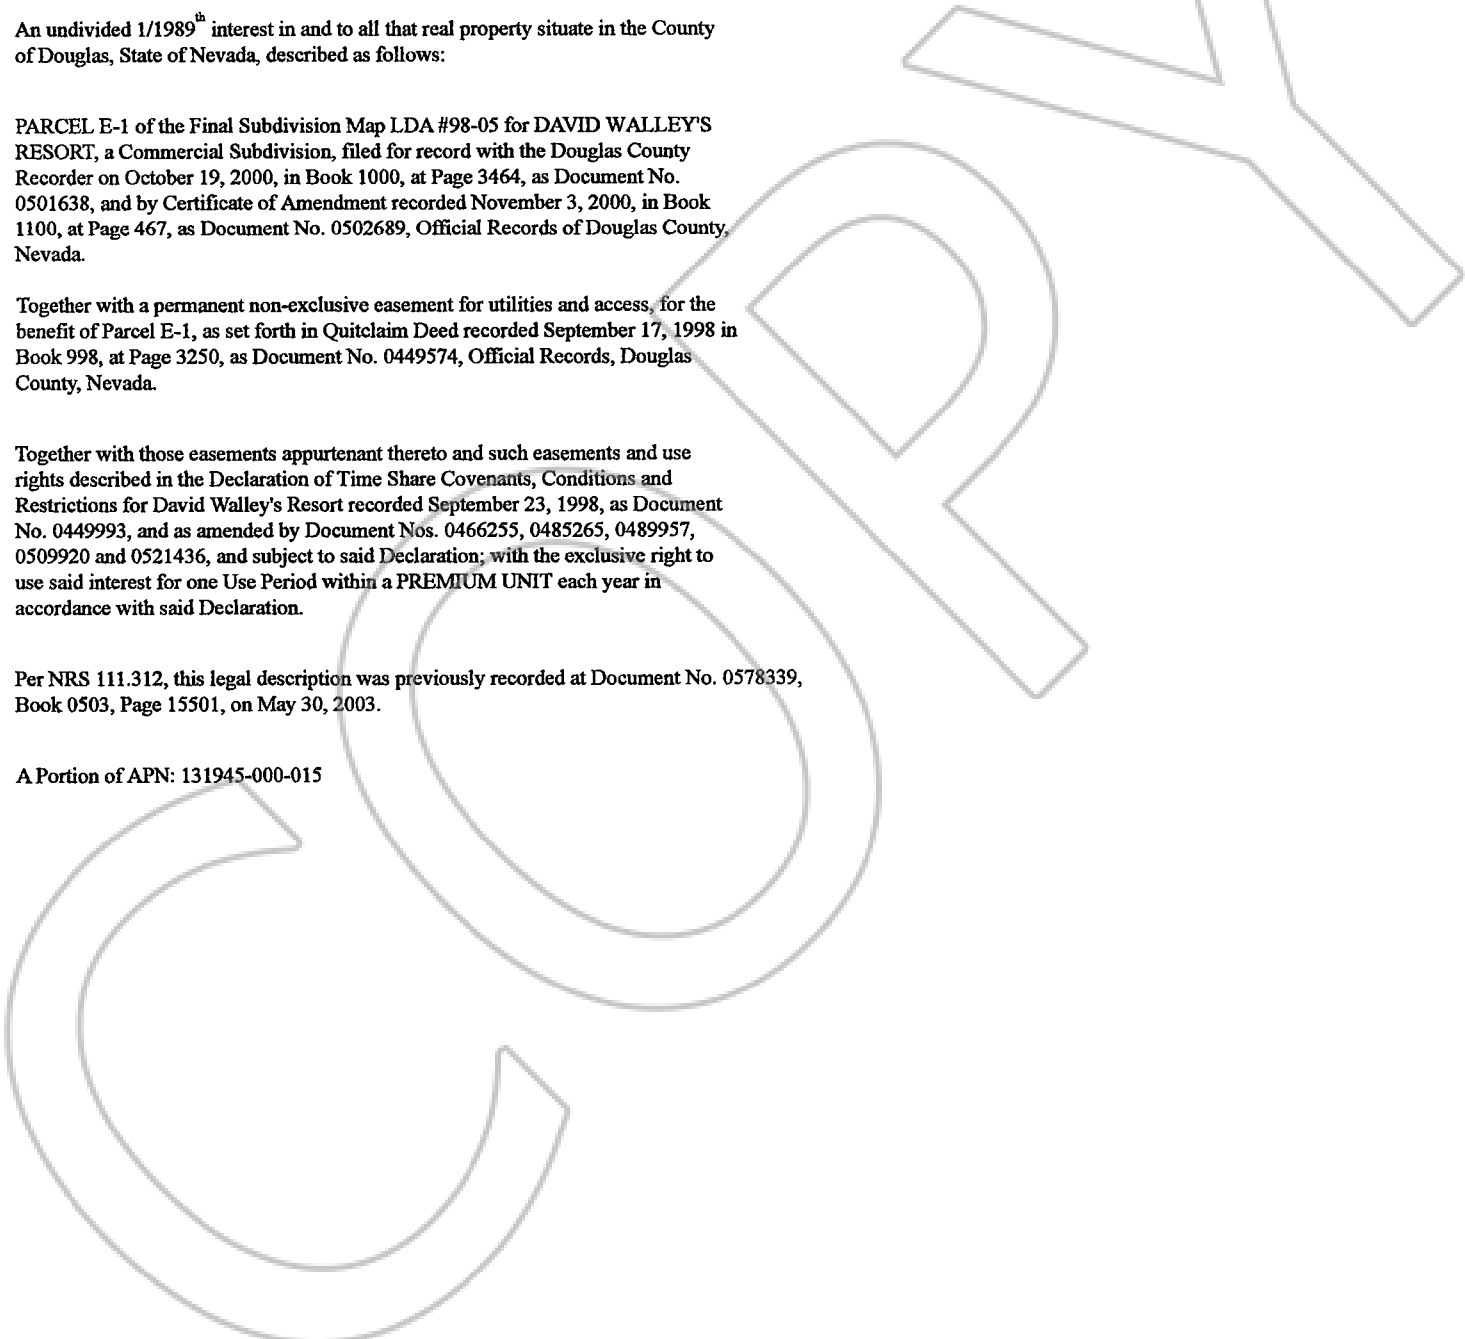 An undivided 1/1989th interest in and to all that real property situate in the County
of Douglas, State of Nevada, described as follows:
PARCEL E-1 of the Final Subdivision Map LDA #98-05 for DAVID WALLEY'S
RESORT, a Commercial Subdivision, filed for record with the Douglas County
Recorder on October 19, 2000, in Book 1000, at Page 3464, as Document No.
0501638, and by Certificate of Amendment recorded November 3, 2000, in Book
1100, at Page 467, as Document No. 0502689, Official Records of Douglas County,
Nevada.
Together with a permanent non-exclusive easement for utilities and access, for the
benefit of Parcel E-1, as set forth in Quitclaim Deed recorded September 17, 1998 in
Book 998, at Page 3250, as Document No. 0449574, Official Records, Douglas
County, Nevada.
Together with those easements appurtenant thereto and such easements and use
rights described in the Declaration of Time Share Covenants, Conditions and
Restrictions for David Walley's Resort recorded September 23, 1998, as Document
No. 0449993, and as amended by Document Nos. 0466255, 0485265, 0489957,
0509920 and 0521436, and subject to said Declaration; with the exclusive right to
use said interest for one Use Period within a PREMIUM UNIT each year in
accordance with said Declaration.
Per NRS 111.312, this legal description was previously recorded at Document No. 0578339,
Book 0503, Page 15501, on May 30, 2003.
A Portion of APN: 131945-000-015
COPY